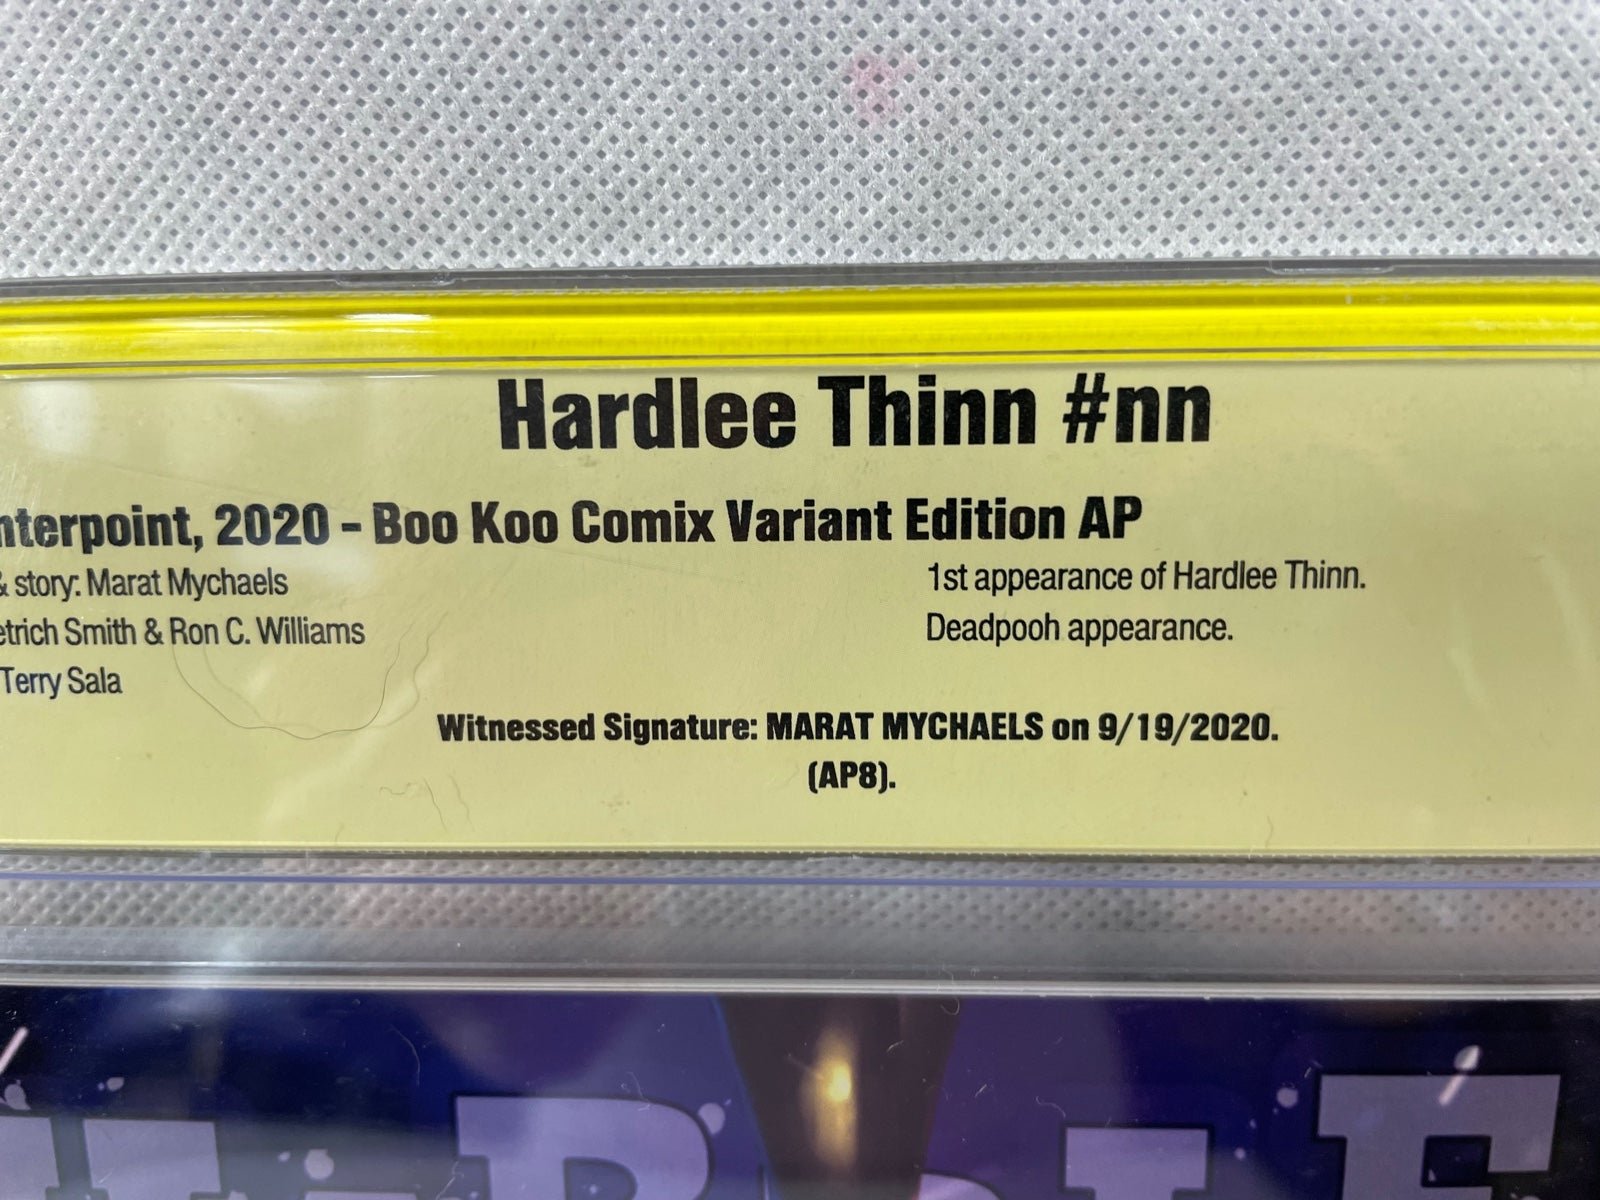 Hardlee Thinn #nn
nterpoint, 2020 - Boo Koo Comix Variant Edition AP
& story: Marat Mychaels
1st appearance of Hardlee Thinn.
etrich Smith & Ron C. Williams
Deadpooh appearance.
Terry Sala
Witnessed Signature: MARAT MYCHAELS on 9/19/2020.
(AP8).